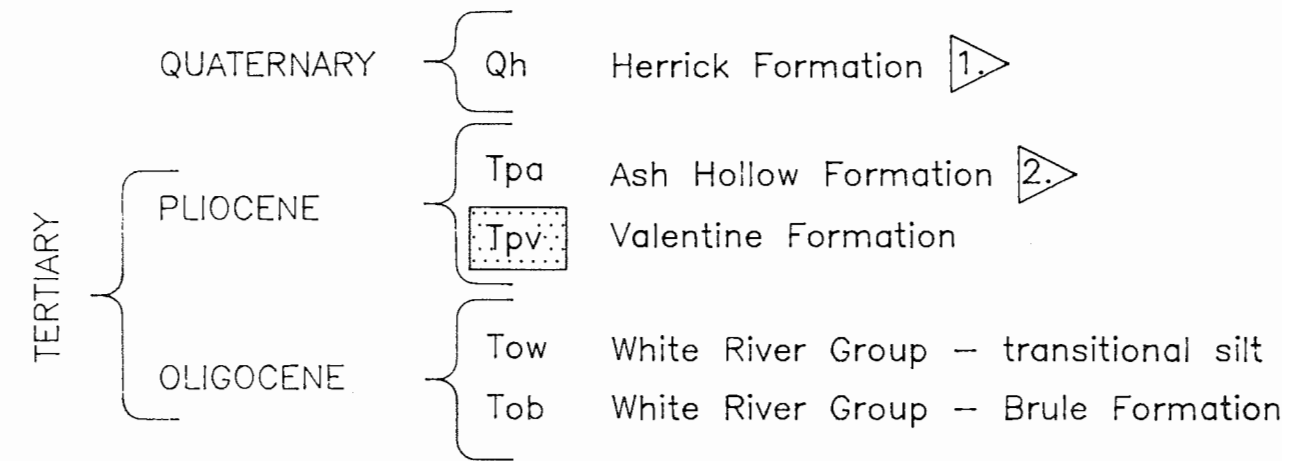 QUATERNARY Qh Herrick Formation 1.
Tpa Ash Hollow Formation 2.
PLIOCENE
Tpv Valentine Formation
TERTIARY
Tow White River Group – transitional silt
OLIGOCENE
Tob White River Group – Brule Formation